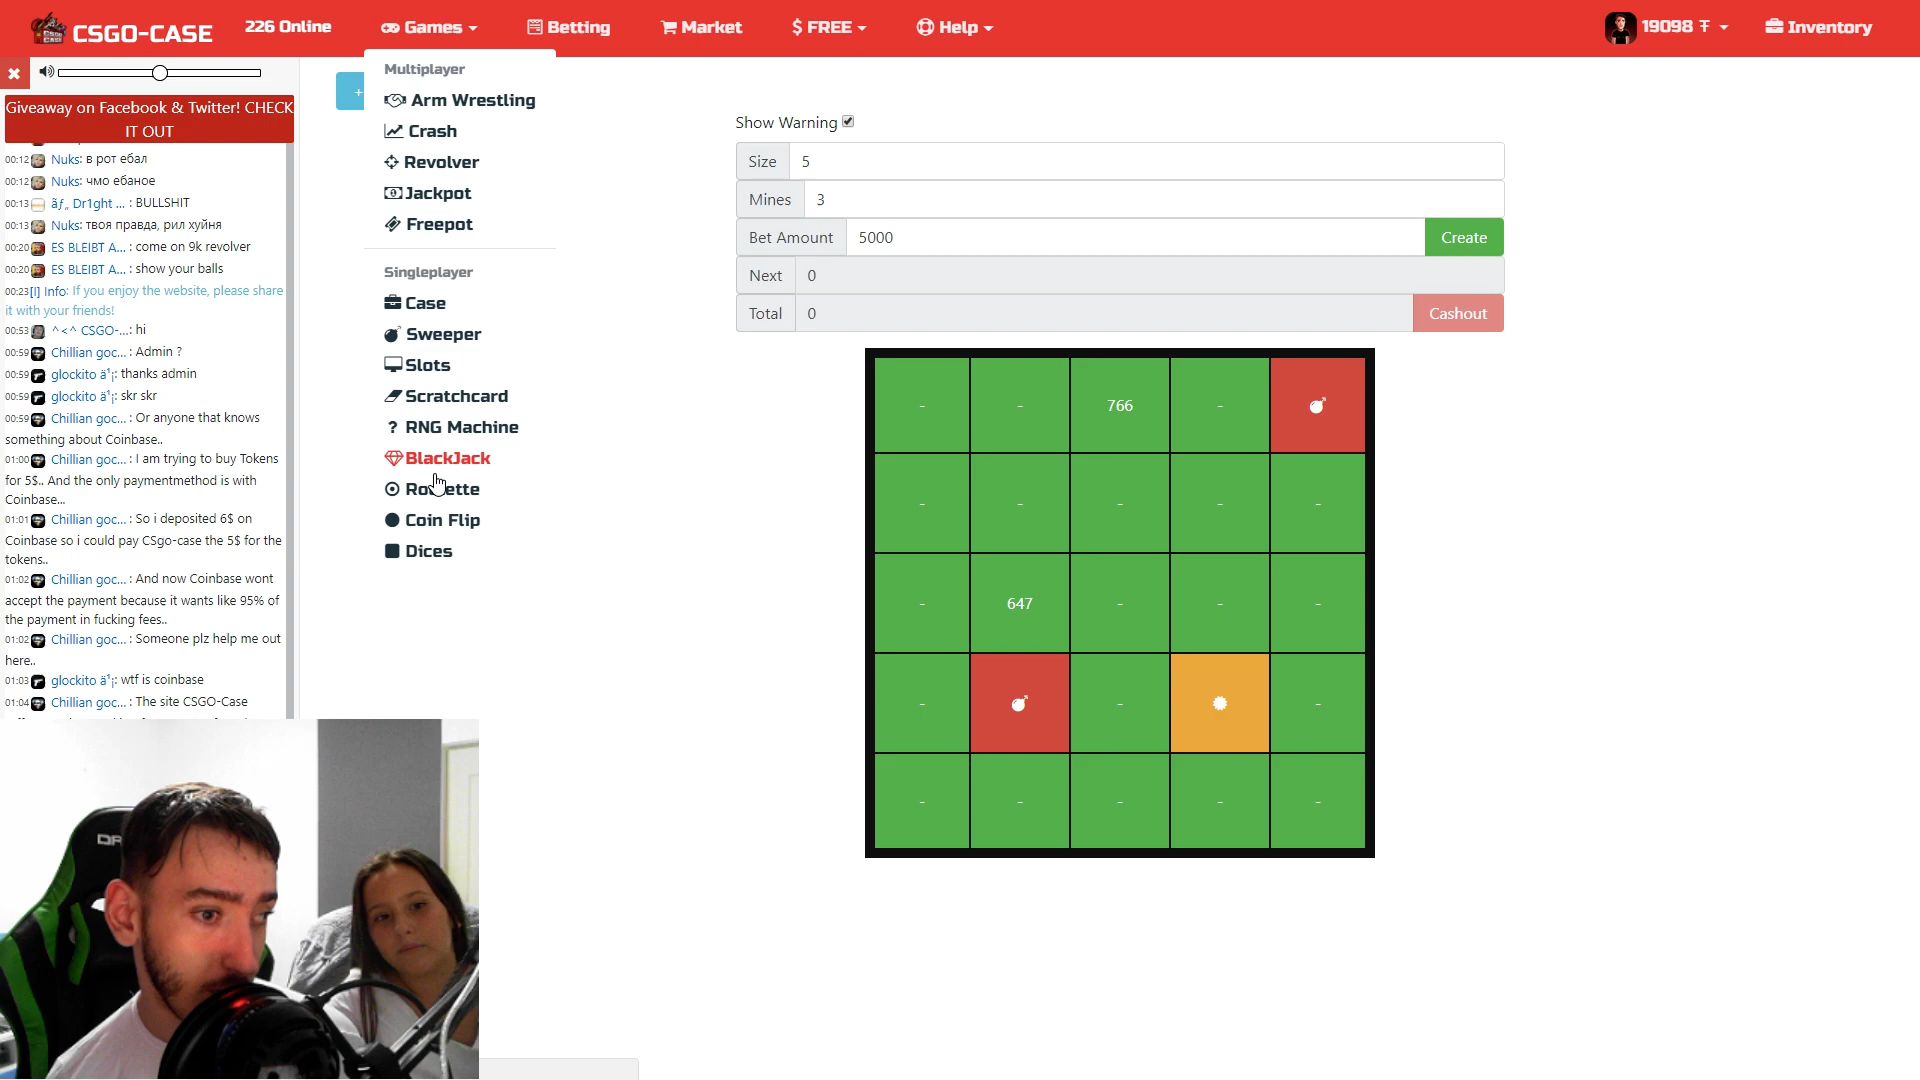 CSGO-CASE 226 Online Games Betting Market $ FREE Help 19098 Ŧ Inventory
Giveaway on Facebook & Twitter! CHECK
IT OUT
00:12 Nuks: в рот ебал
00:12 Nuks: чмо ебаное
00:13 ãƒ„ Dr1ght ... : BULLSHIT
00:13 Nuks: твоя правда, рил хуйня
00:20 ES BLEIBT A... : come on 9k revolver
00:20 ES BLEIBT A... : show your balls
00:23 [I] Info: If you enjoy the website, please share
it with your friends!
00:53 ^<^ CSGO-...: hi
00:59 Chillian goc... : Admin ?
00:59 glockito ä¹¡: thanks admin
00:59 glockito ä¹¡: skr skr
00:59 Chillian goc... : Or anyone that knows
something about Coinbase..
01:00 Chillian goc... : I am trying to buy Tokens
for 5$.. And the only paymentmethod is with
Coinbase...
01:01 Chillian goc... : So i deposited 6$ on
Coinbase so i could pay CSgo-case the 5$ for the
tokens..
01:02 Chillian goc... : And now Coinbase wont
accept the payment because it wants like 95% of
the payment in fucking fees..
01:02 Chillian goc... : Someone plz help me out
here..
01:03 glockito ä¹¡: wtf is coinbase
01:04 Chillian goc... : The site CSGO-Case
+
Multiplayer
Arm Wrestling
Crash
Revolver
Jackpot
Freepot
Singleplayer
Case
Sweeper
Slots
Scratchcard
? RNG Machine
BlackJack
Coin Flip
Dices
Show Warning
Size 5
Mines 3
Bet Amount 5000 Create
Next 0
Total 0 Cashout
- - 766 -
- - - - -
- 647 - - -
- - -
- - - - -